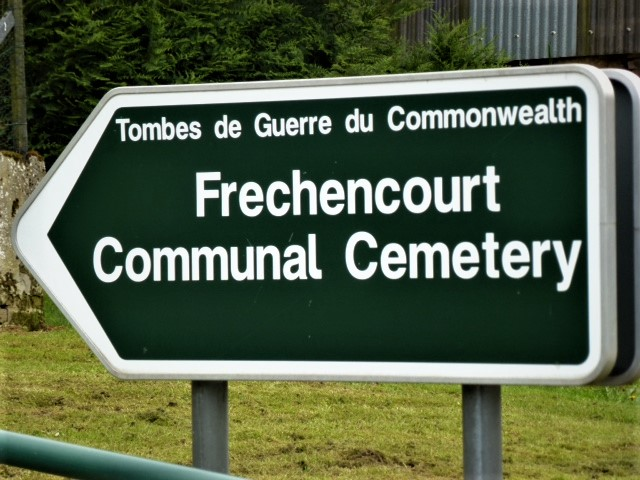 Tombes de Guerre du Commonwealth
Frechencourt
Communal Cemetery